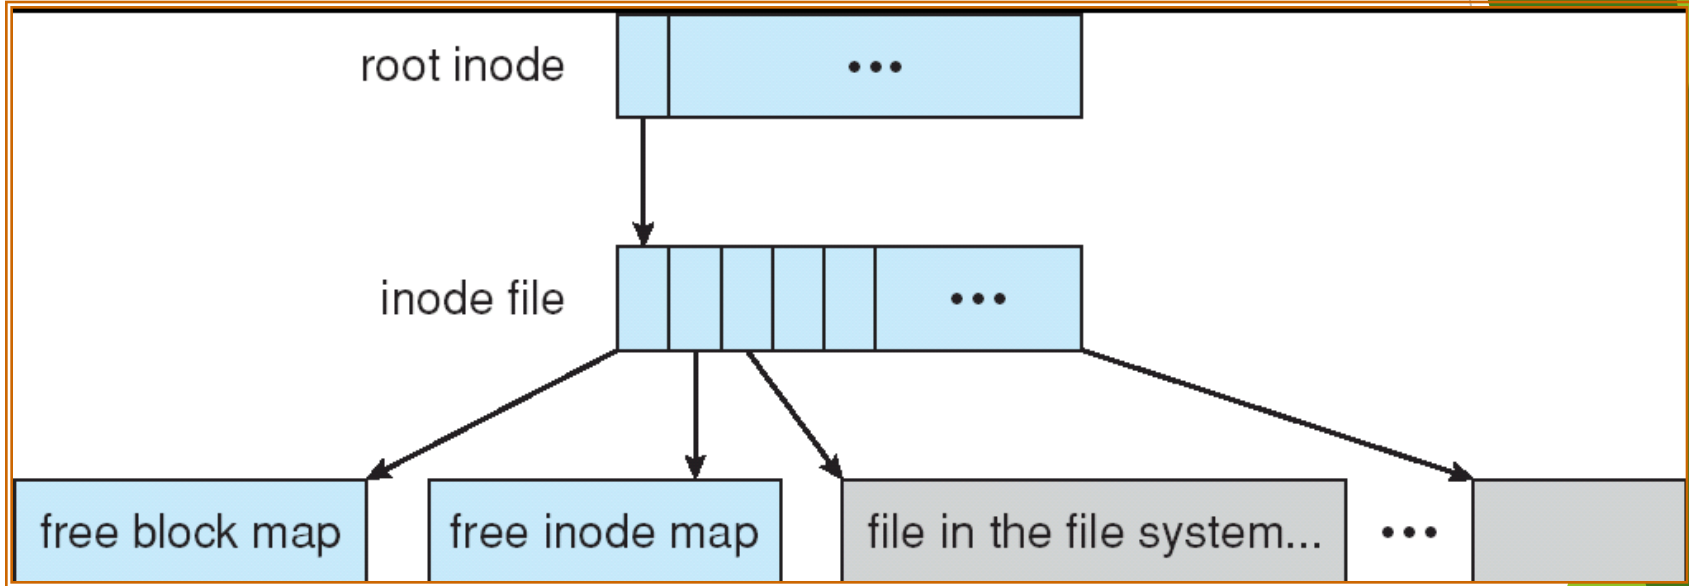 root inode
•••
inode file
•••
free block map
free inode map
file in the file system...
•••